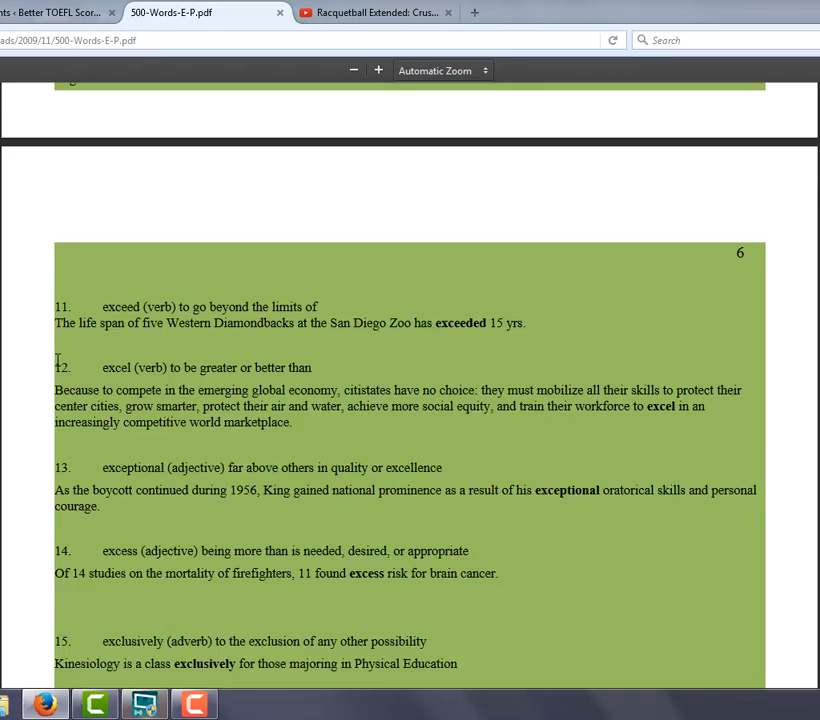 nts ‹ Better TOEFL Scor...
500-Words-E-P.pdf
Racquetball Extended: Crus...
ads/2009/11/500-Words-E-P.pdf
Search
Automatic Zoom
6
11. exceed (verb) to go beyond the limits of
The life span of five Western Diamondbacks at the San Diego Zoo has exceeded 15 yrs.
12. excel (verb) to be greater or better than
Because to compete in the emerging global economy, citistates have no choice: they must mobilize all their skills to protect their
center cities, grow smarter, protect their air and water, achieve more social equity, and train their workforce to excel in an
increasingly competitive world marketplace.
13. exceptional (adjective) far above others in quality or excellence
As the boycott continued during 1956, King gained national prominence as a result of his exceptional oratorical skills and personal
courage.
14. excess (adjective) being more than is needed, desired, or appropriate
Of 14 studies on the mortality of firefighters, 11 found excess risk for brain cancer.
15. exclusively (adverb) to the exclusion of any other possibility
Kinesiology is a class exclusively for those majoring in Physical Education